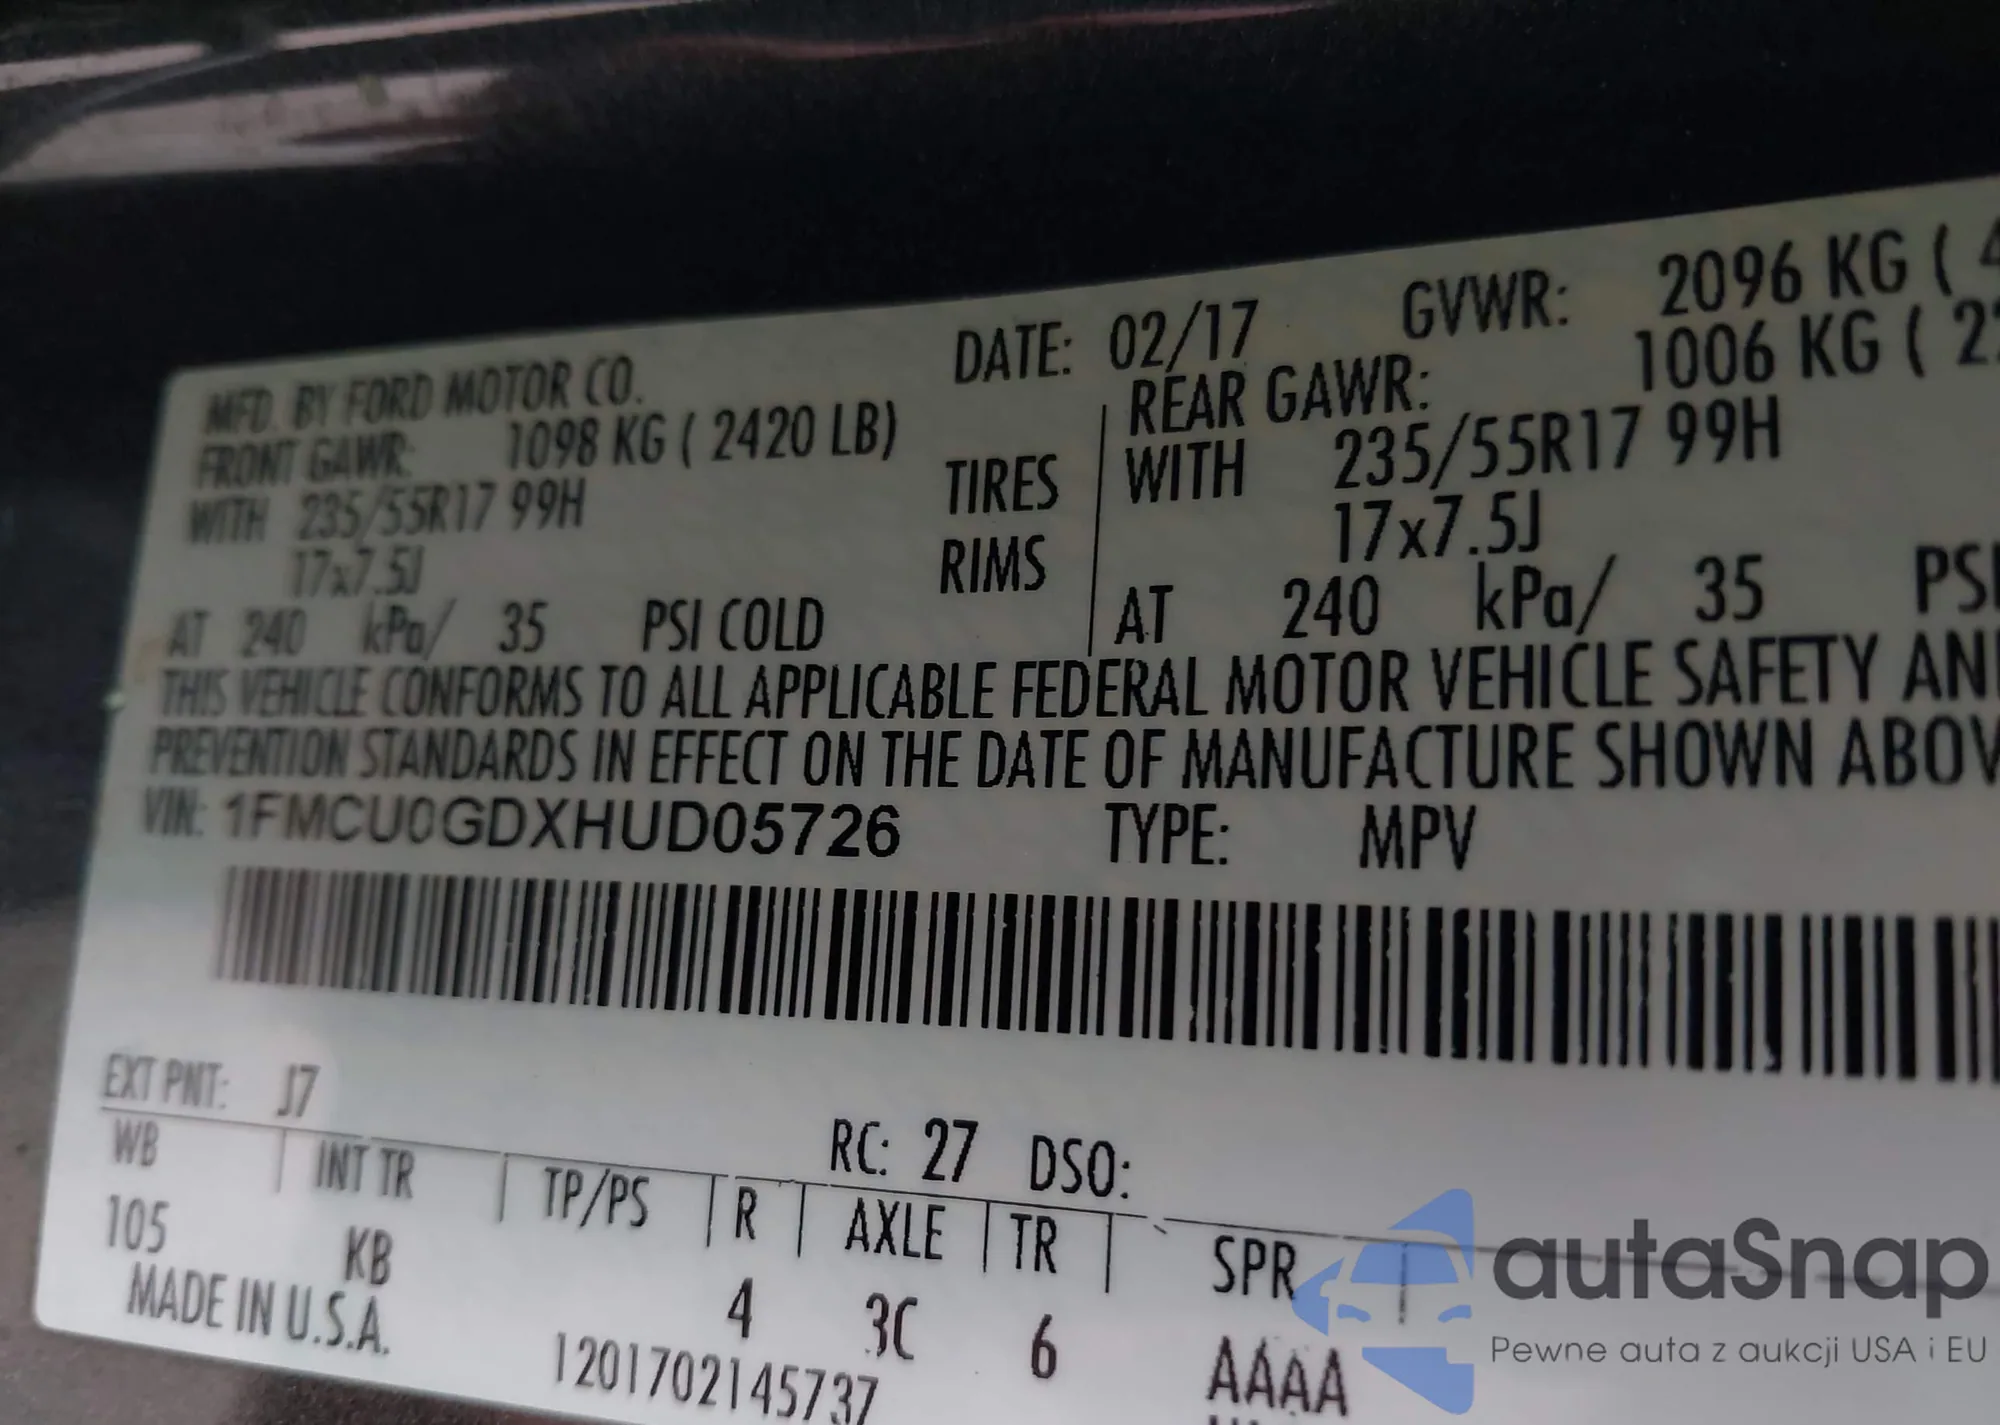 MFD. BY FORD MOTOR CO. DATE: 02/17 GVWR: 2096 KG (
FRONT GAWR: 1098 KG ( 2420 LB) REAR GAWR: 1006 KG (
WITH 235/55R17 99H TIRES WITH 235/55R17 99H
17x7.5J RIMS 17x7.5J
AT 240 kPa/ 35 PSI COLD AT 240 kPa/ 35 PSI
THIS VEHICLE CONFORMS TO ALL APPLICABLE FEDERAL MOTOR VEHICLE SAFETY AN
PREVENTION STANDARDS IN EFFECT ON THE DATE OF MANUFACTURE SHOWN ABOV
VIN: 1FMCU0GDXHUD05726 TYPE: MPV
EXT PNT: J7 RC: 27 DSO:
WB INT TR TP/PS R AXLE TR SPR
105 KB 4 3C 6 AAAA
MADE IN U.S.A.
1201702145737
autaSnap
Pewne auta z aukcji USA i EU